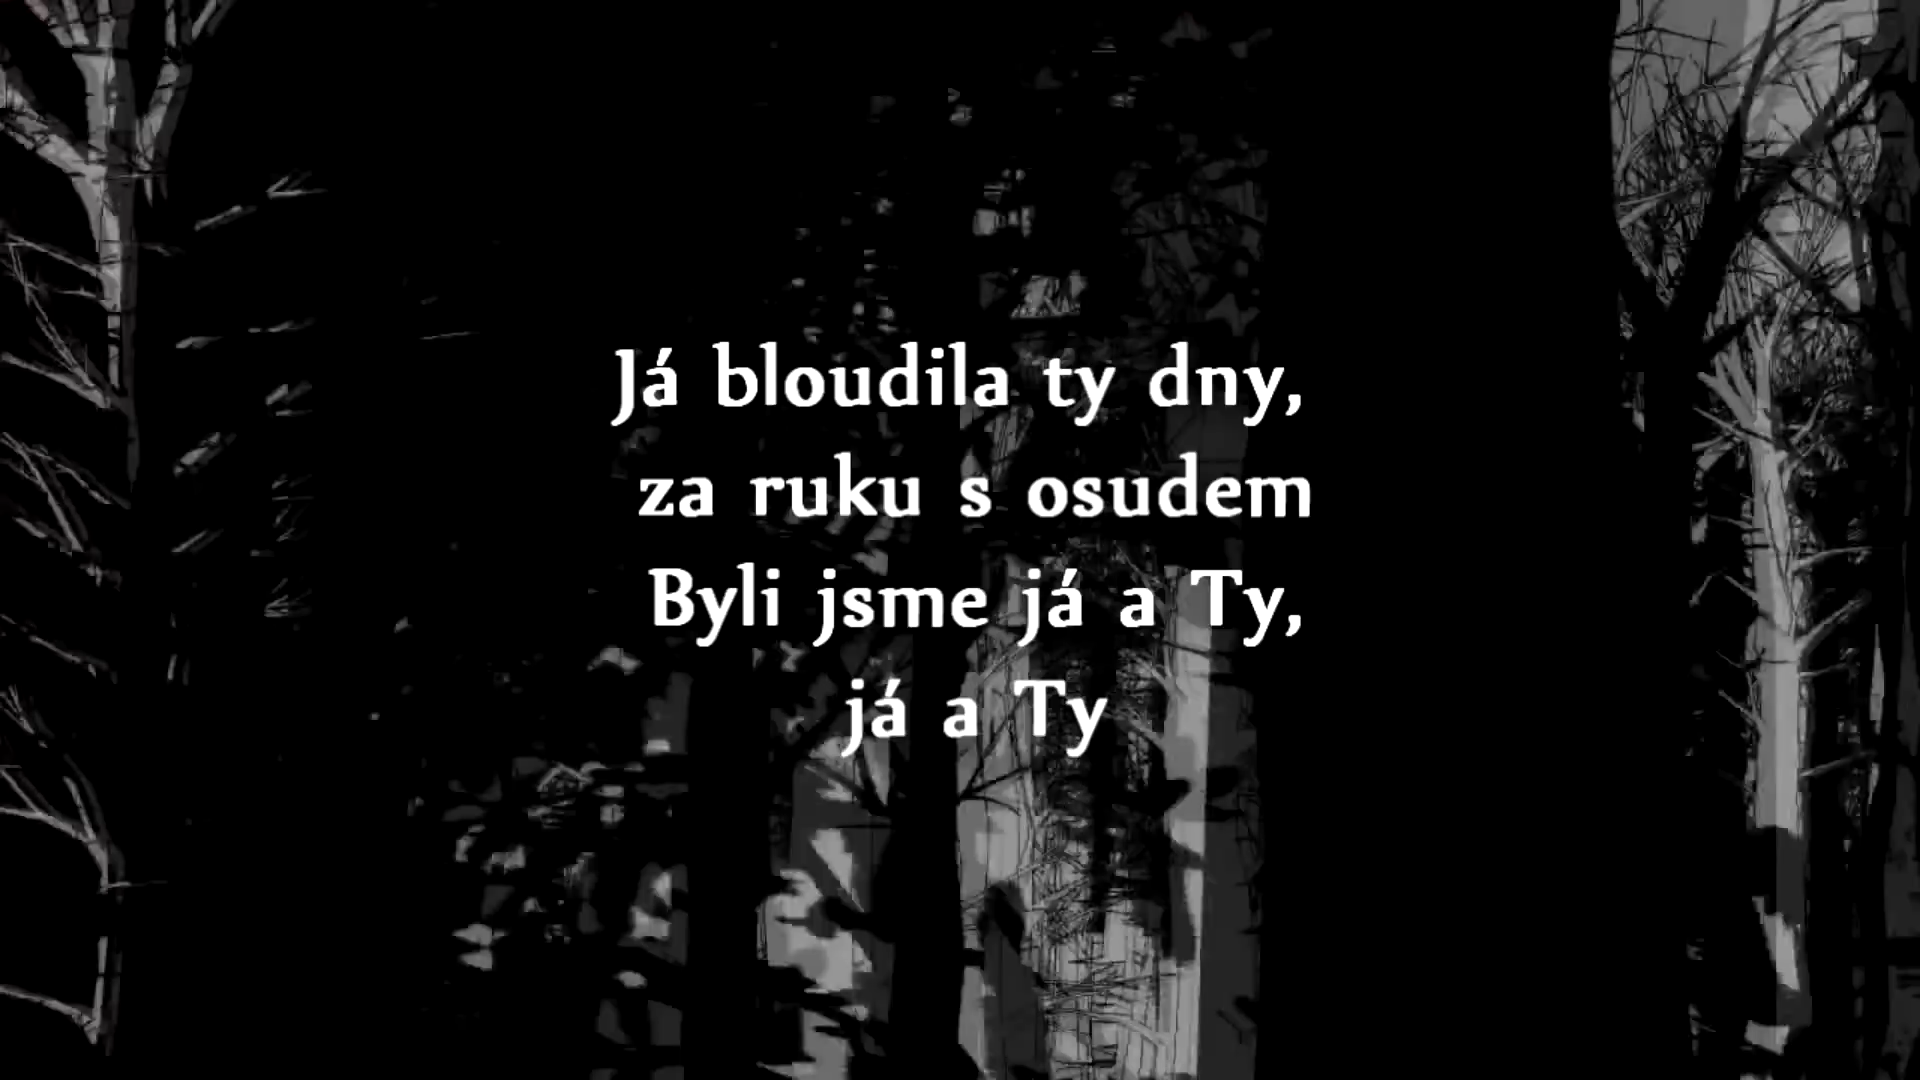 Já bloudila ty dny,
za ruku s osudem
Byli jsme já a Ty,
já a Ty